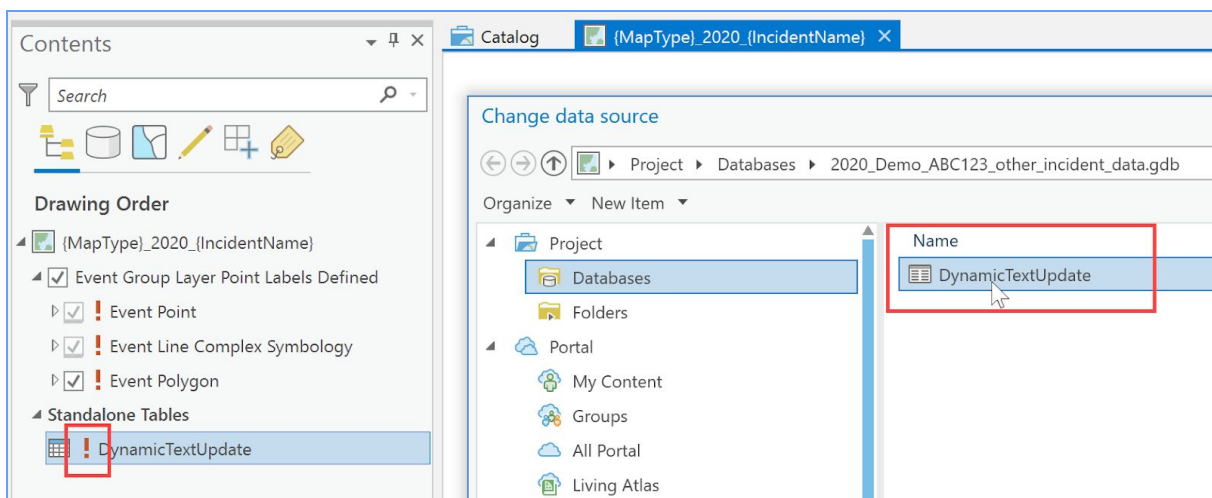 Contents
Search
Drawing Order
{MapType}_2020_{IncidentName}
Event Group Layer Point Labels Defined
Event Point
Event Line Complex Symbology
Event Polygon
Standalone Tables
DynamicTextUpdate
Catalog
{MapType}_2020_{IncidentName}
Change data source
Project Databases 2020_Demo_ABC123_other_incident_data.gdb
Organize New Item
Project
Databases
Folders
Portal
My Content
Groups
All Portal
Living Atlas
Name
DynamicTextUpdate